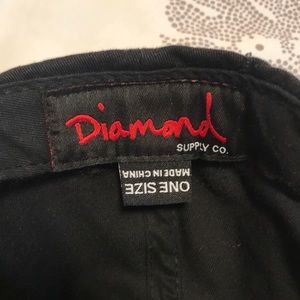 Diamond
SUPPLY CO.
ONE SIZE
MADE IN CHINA